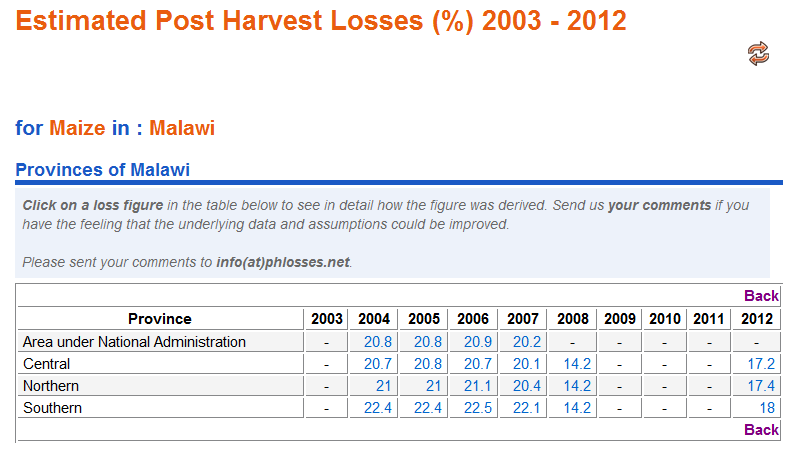 Estimated Post Harvest Losses (%) 2003 - 2012
for Maize in : Malawi
Provinces of Malawi
Click on a loss figure in the table below to see in detail how the figure was derived. Send us your comments if you
have the feeling that the underlying data and assumptions could be improved.
Please sent your comments to info(at)phlosses.net.
Back
Province 2003 2004 2005 2006 2007 2008 2009 2010 2011 2012
Area under National Administration - 20.8 20.8 20.9 20.2 - - - - -
Central - 20.7 20.8 20.7 20.1 14.2 - - - 17.2
Northern - 21 21 21.1 20.4 14.2 - - - 17.4
Southern - 22.4 22.4 22.5 22.1 14.2 - - - 18
Back